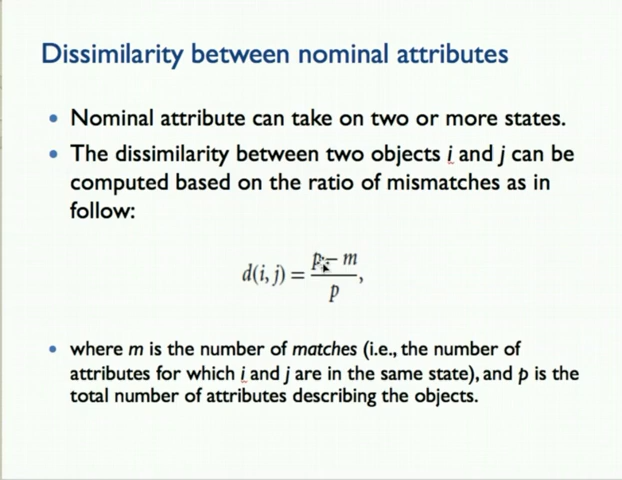 Dissimilarity between nominal attributes
• Nominal attribute can take on two or more states.
• The dissimilarity between two objects i and j can be
computed based on the ratio of mismatches as in
follow:
d(i, j) = (p − m) / p,
• where m is the number of matches (i.e., the number of
attributes for which i and j are in the same state), and p is the
total number of attributes describing the objects.